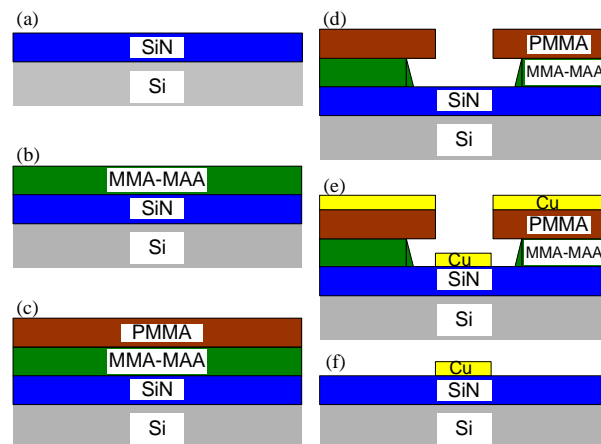 (a)
SiN
Si
(b)
MMA-MAA
SiN
Si
(c)
PMMA
MMA-MAA
SiN
Si
(d)
PMMA
MMA-MAA
SiN
Si
(e)
Cu
PMMA
MMA-MAA
Cu
SiN
Si
(f)
Cu
SiN
Si